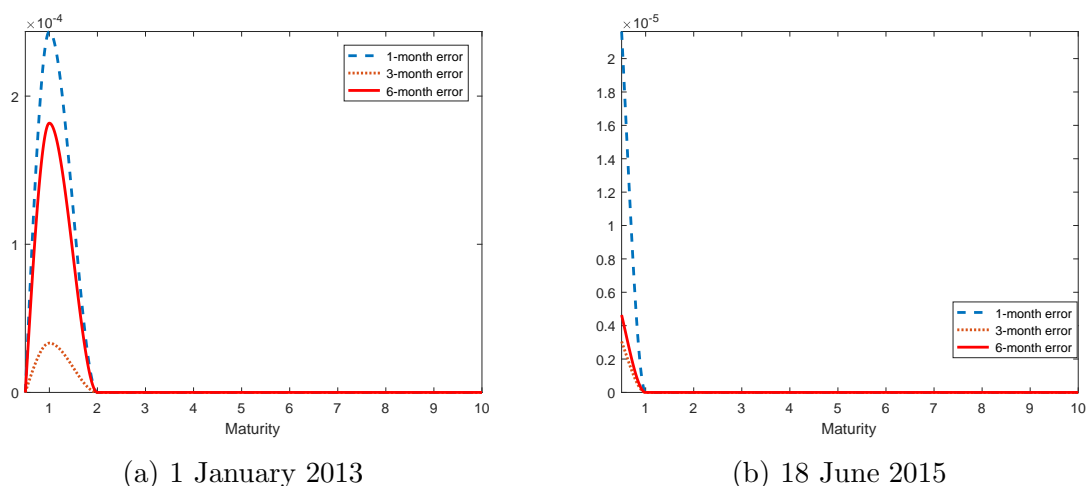 ×10-4
2
1
0
1-month error
3-month error
6-month error
1 2 3 4 5 6 7 8 9 10
Maturity
(a) 1 January 2013
×10-5
2
1.8
1.6
1.4
1.2
1
0.8
0.6
0.4
0.2
0
1-month error
3-month error
6-month error
1 2 3 4 5 6 7 8 9 10
Maturity
(b) 18 June 2015